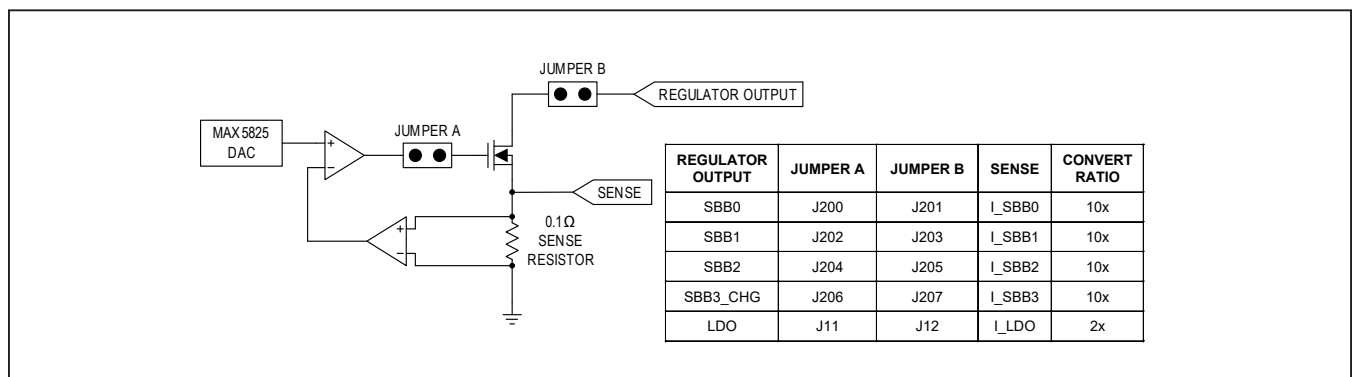 JUMPER B
REGULATOR OUTPUT
MAX5825
DAC
+
−
JUMPER A
SENSE
+
−
0.1Ω
SENSE
RESISTOR
REGULATOR OUTPUT JUMPER A JUMPER B SENSE CONVERT RATIO
SBB0 J200 J201 I_SBB0 10x
SBB1 J202 J203 I_SBB1 10x
SBB2 J204 J205 I_SBB2 10x
SBB3_CHG J206 J207 I_SBB3 10x
LDO J11 J12 I_LDO 2x